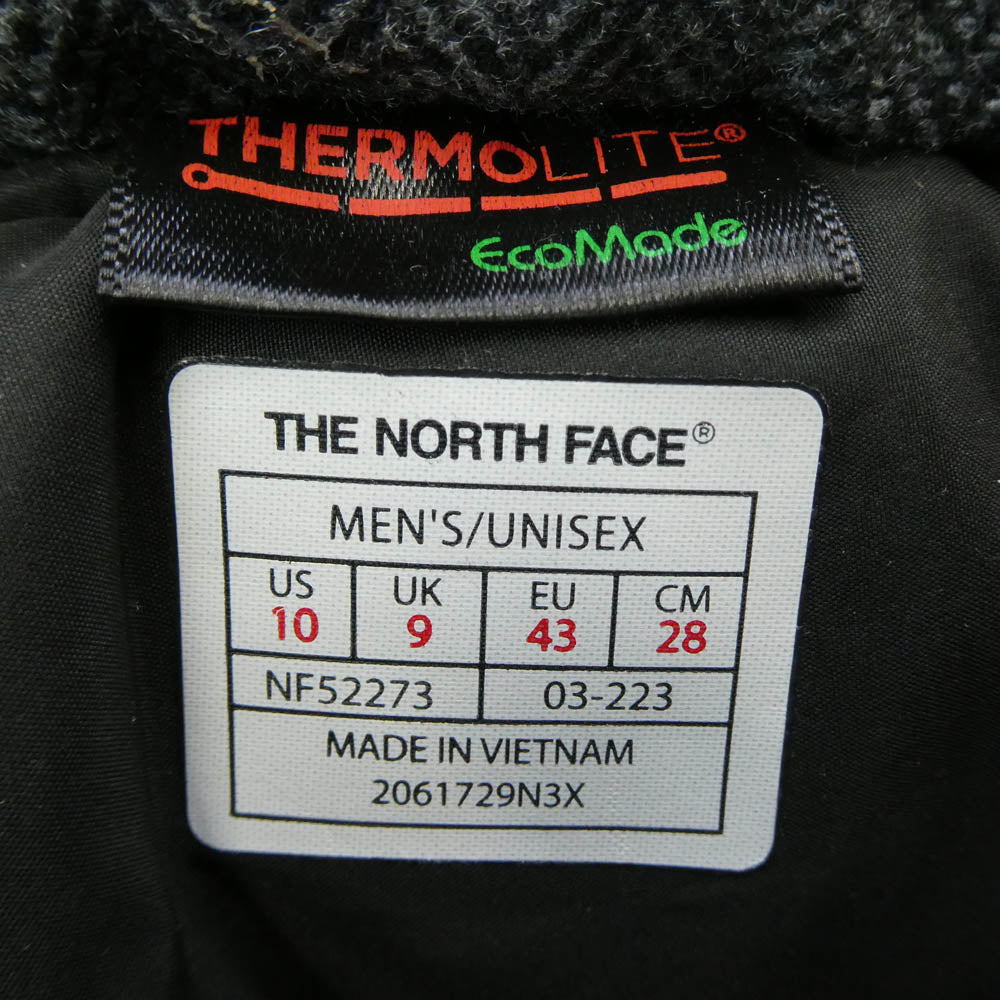 THERMOLITE®
EcoMade
THE NORTH FACE®
MEN'S/UNISEX
US UK EU CM
10 9 43 28
NF52273 03-223
MADE IN VIETNAM
2061729N3X